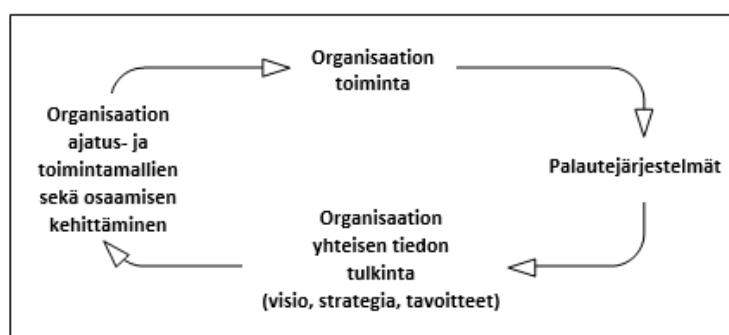 Organisaation
toiminta
Palautejärjestelmät
Organisaation
yhteisen tiedon
tulkinta
(visio, strategia, tavoitteet)
Organisaation
ajatus- ja
toimintamallien
sekä osaamisen
kehittäminen